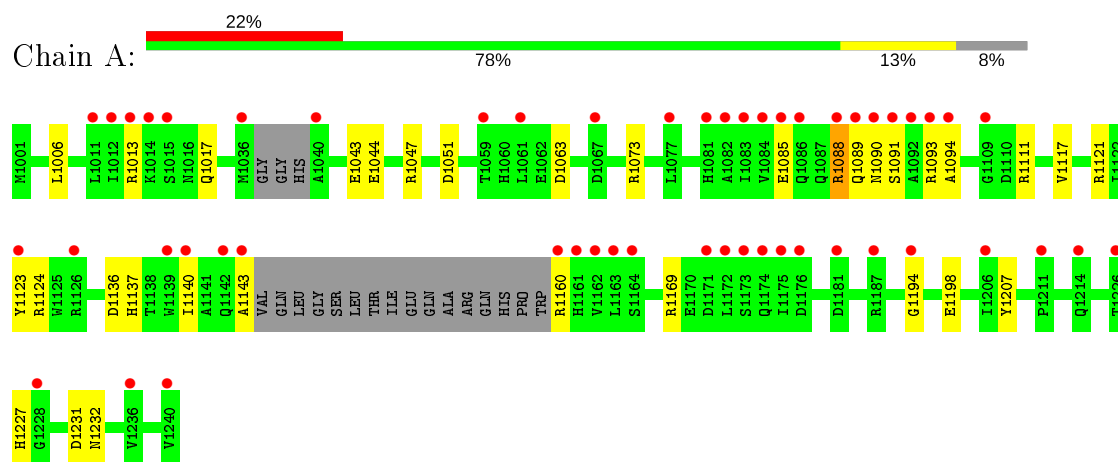 22%
Chain A:
78% 13% 8%
M1001 L1006 L1011 I1012 R1013 K1014 S1015 N1016 Q1017 M1036 GLY GLY HIS A1040 E1043 E1044 R1047 D1051 T1059 H1060 L1061 E1062 D1063 D1067 R1073 L1077 H1081 A1082 I1083 V1084 E1085 Q1086 Q1087 R1088 Q1089 N1090 S1091 A1092 R1093 A1094 G1109 D1110 R1111 V1117 R1121
Y1123 R1124 W1125 R1126 D1136 H1137 T1138 W1139 I1140 A1141 Q1142 A1143 VAL GLN LEU GLY SER LEU THR ILE GLU GLN ALA ARG GLN HIS PRO TRP R1160 H1161 V1162 L1163 S1164 R1169 E1170 D1171 L1172 S1173 Q1174 I1175 D1176 D1181 R1187 G1194 E1198 I1206 Y1207 P1211 Q1214 T1226
H1227 G1228 D1231 N1232 V1236 V1240